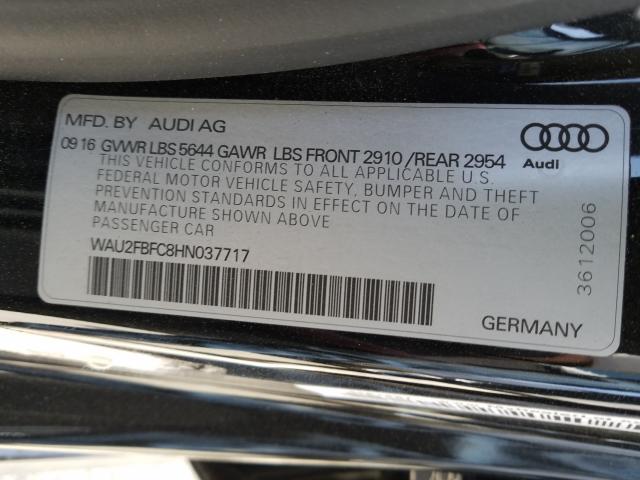 MFD. BY AUDI AG
09 16 GVWR LBS 5644 GAWR LBS FRONT 2910 / REAR 2954
THIS VEHICLE CONFORMS TO ALL APPLICABLE U S.
FEDERAL MOTOR VEHICLE SAFETY, BUMPER AND THEFT
PREVENTION STANDARDS IN EFFECT ON THE DATE OF
MANUFACTURE SHOWN ABOVE
PASSENGER CAR
WAU2FBFC8HN037717
Audi
3612006
GERMANY